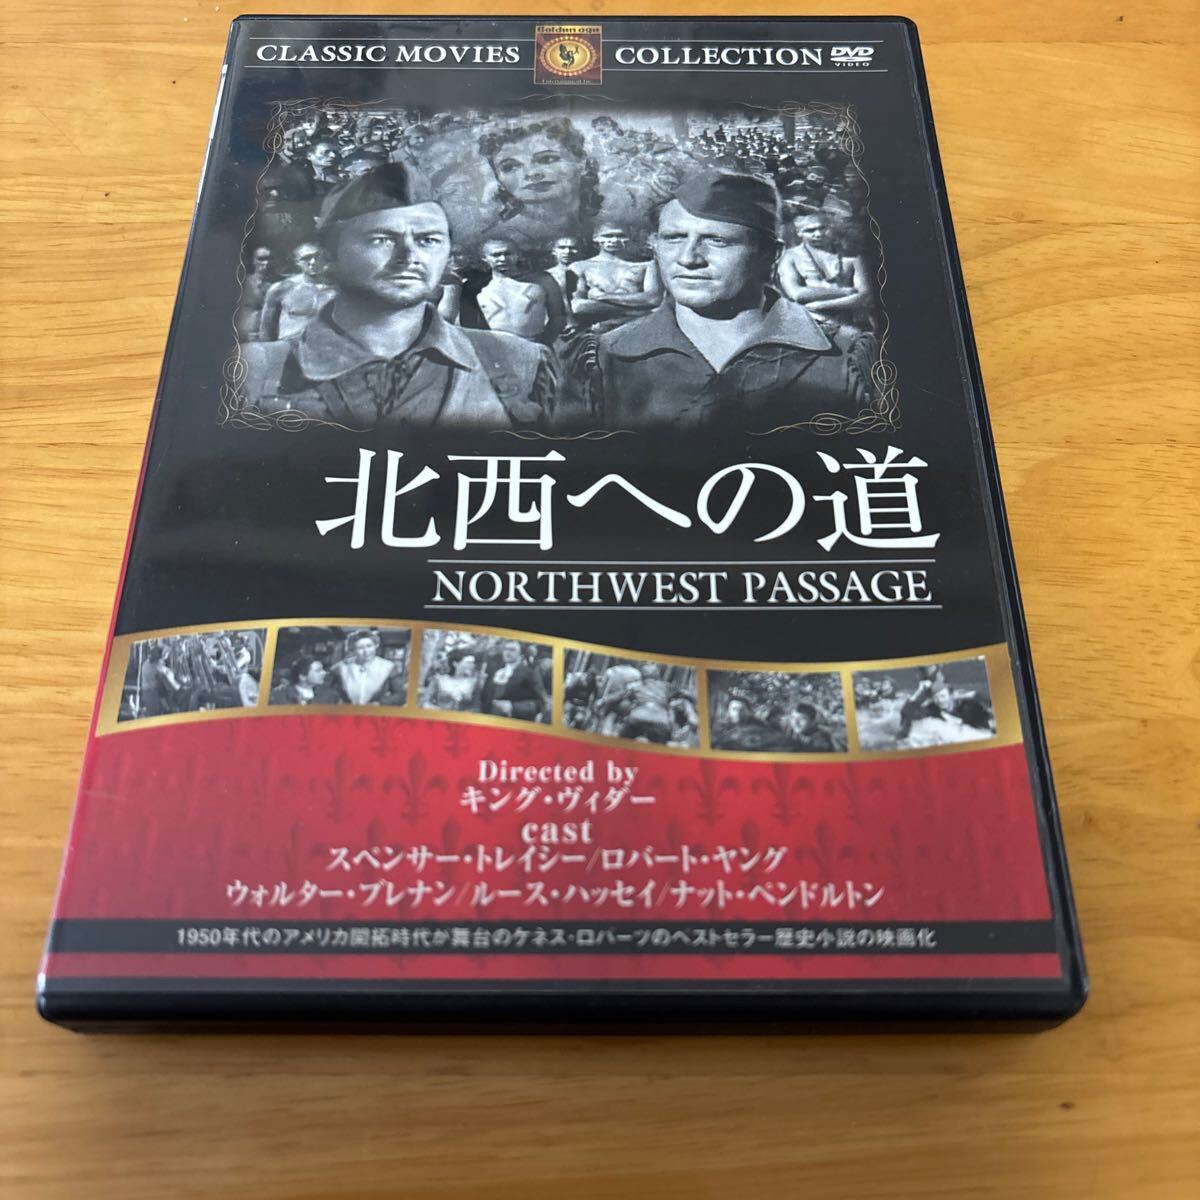 CLASSIC MOVIES COLLECTION
Golden age
Entertainment Inc.
DVD
VIDEO
北西への道
NORTHWEST PASSAGE
Directed by
キング・ヴィダー
cast
スペンサー・トレイシー/ロバート・ヤング
ウォルター・ブレナン/ルース・ハッセイ/ナット・ペンドルトン
1950年代のアメリカ開拓時代が舞台のケネス・ロバーツのベストセラー歴史小説の映画化